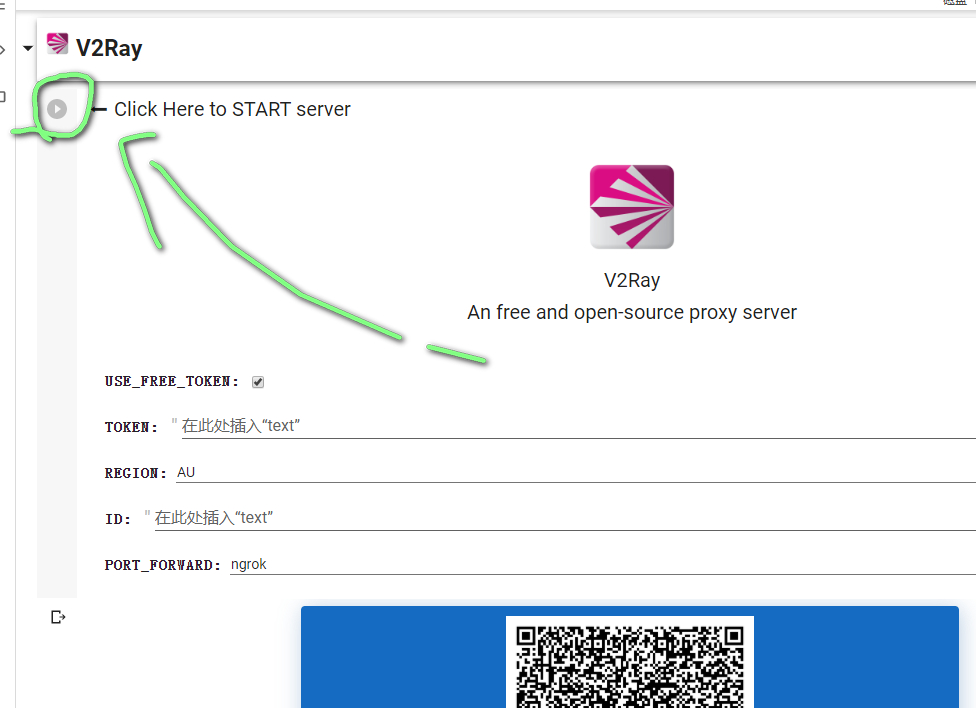 V2Ray
Click Here to START server
V2Ray
An free and open-source proxy server
USE_FREE_TOKEN:
TOKEN: " 在此处插入“text”
REGION: AU
ID: " 在此处插入“text”
PORT_FORWARD: ngrok